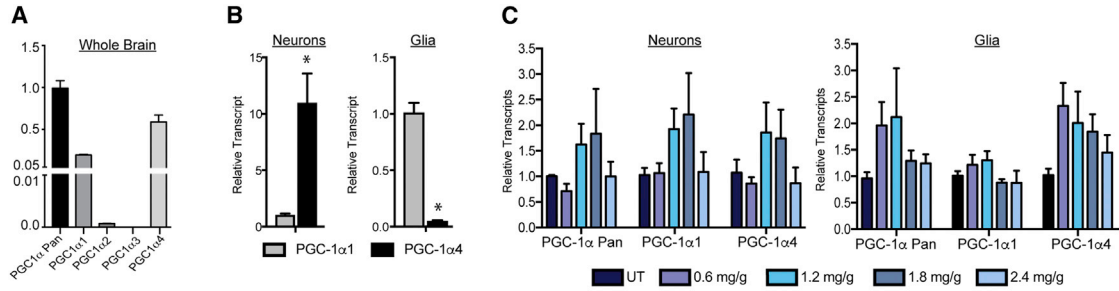 A
Whole Brain
1.5
1.0
0.5
0.05
0.01
0.0
PGC1α Pan
PGC1α1
PGC1α2
PGC1α3
PGC1α4
B
Neurons
Glia
Relative Transcript
15
10
5
0
*
Relative Transcript
1.5
1.0
0.5
0.0
*
PGC-1α1
PGC-1α4
C
Neurons
Relative Transcripts
3.5
3.0
2.5
2.0
1.5
1.0
0.5
0.0
PGC-1α Pan
PGC-1α1
PGC-1α4
Glia
Relative Transcripts
3.5
3.0
2.5
2.0
1.5
1.0
0.5
0.0
PGC-1α Pan
PGC-1α1
PGC-1α4
UT
0.6 mg/g
1.2 mg/g
1.8 mg/g
2.4 mg/g